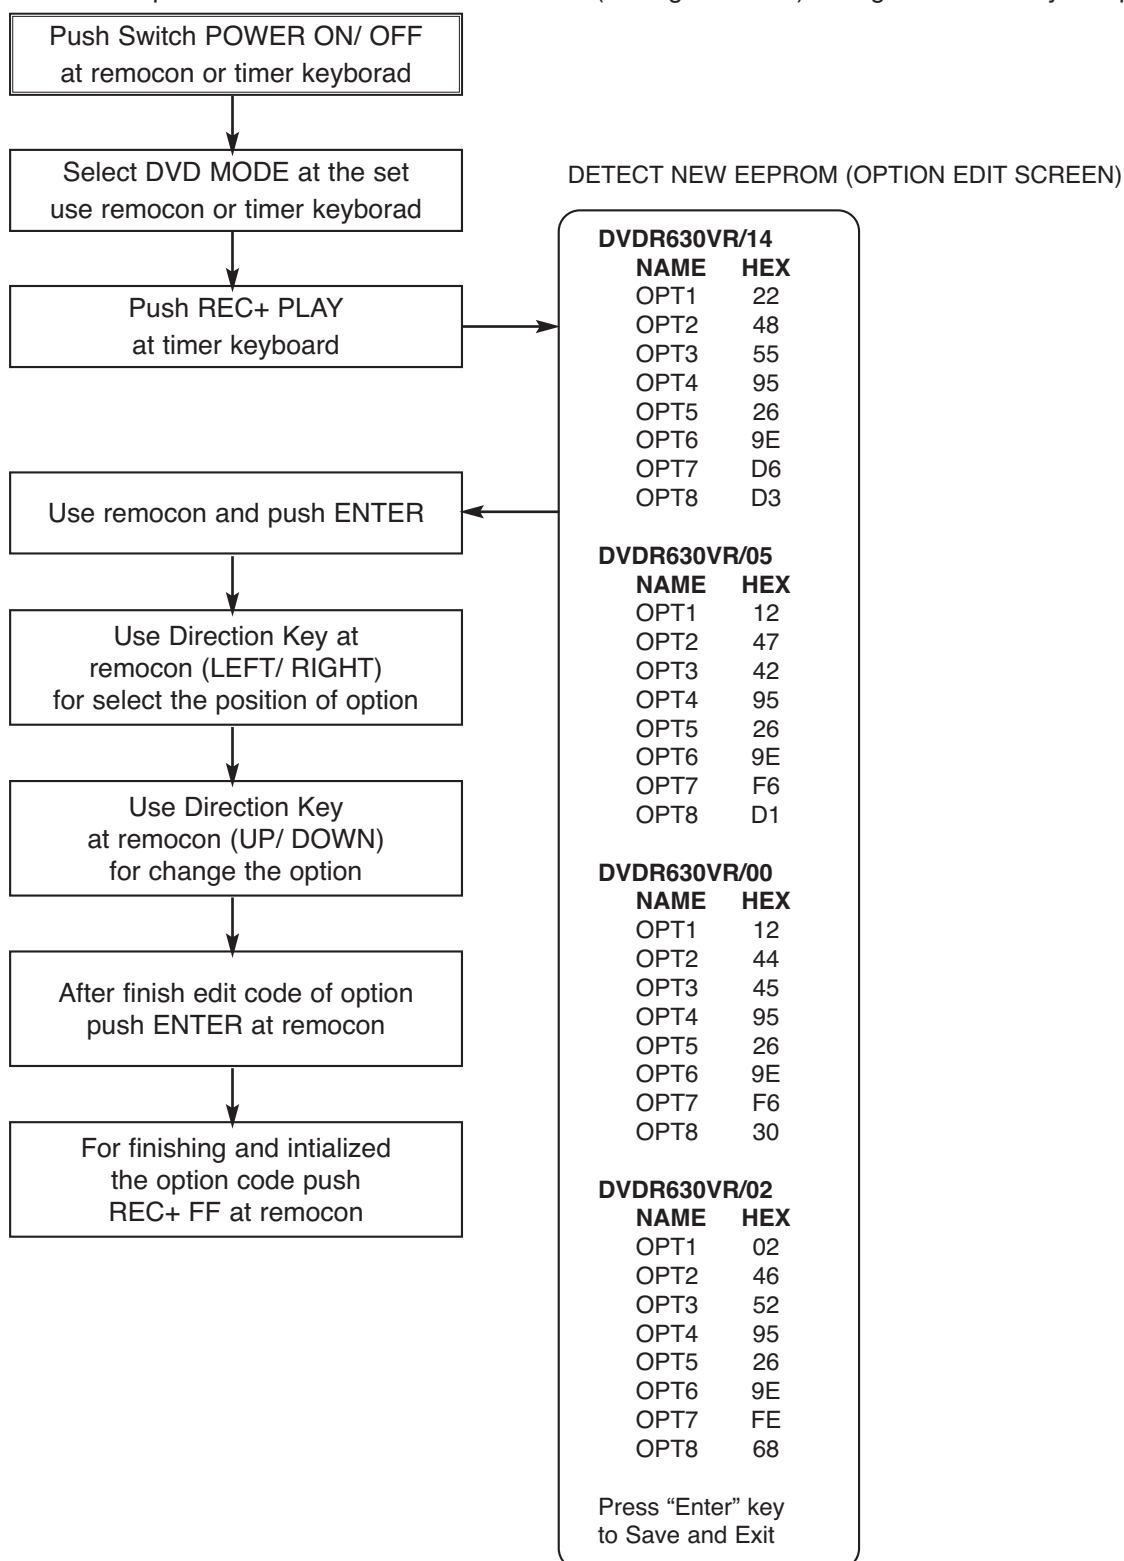 Push Switch POWER ON/ OFF
at remocon or timer keyborad
Select DVD MODE at the set
use remocon or timer keyborad
Push REC+ PLAY
at timer keyboard
DETECT NEW EEPROM (OPTION EDIT SCREEN)
DVDR630VR/14
NAME HEX
OPT1 22
OPT2 48
OPT3 55
OPT4 95
OPT5 26
OPT6 9E
OPT7 D6
OPT8 D3
DVDR630VR/05
NAME HEX
OPT1 12
OPT2 47
OPT3 42
OPT4 95
OPT5 26
OPT6 9E
OPT7 F6
OPT8 D1
DVDR630VR/00
NAME HEX
OPT1 12
OPT2 44
OPT3 45
OPT4 95
OPT5 26
OPT6 9E
OPT7 F6
OPT8 30
DVDR630VR/02
NAME HEX
OPT1 02
OPT2 46
OPT3 52
OPT4 95
OPT5 26
OPT6 9E
OPT7 FE
OPT8 68
Press “Enter” key
to Save and Exit
Use remocon and push ENTER
Use Direction Key at
remocon (LEFT/ RIGHT)
for select the position of option
Use Direction Key
at remocon (UP/ DOWN)
for change the option
After finish edit code of option
push ENTER at remocon
For finishing and intialized
the option code push
REC+ FF at remocon